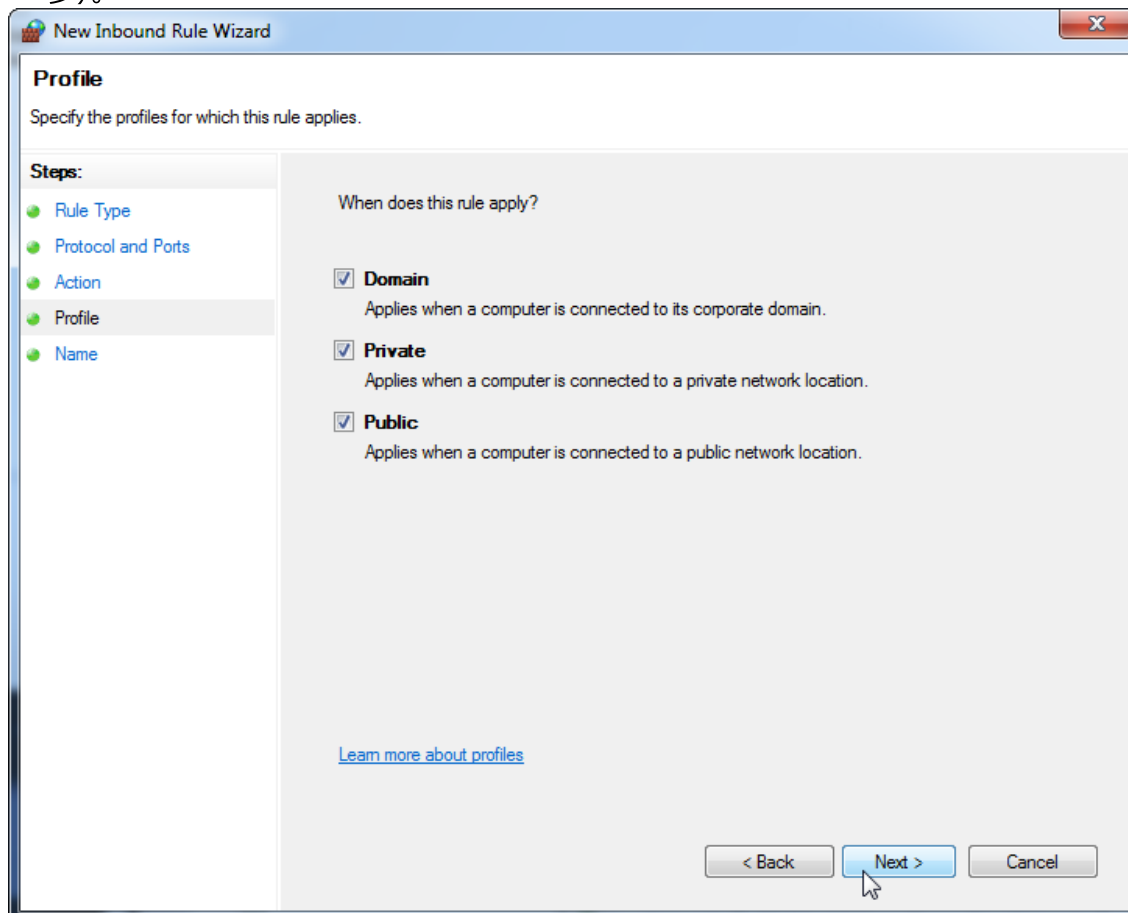 う)。
New Inbound Rule Wizard
Profile
Specify the profiles for which this rule applies.
Steps:
Rule Type
Protocol and Ports
Action
Profile
Name
When does this rule apply?
Domain
Applies when a computer is connected to its corporate domain.
Private
Applies when a computer is connected to a private network location.
Public
Applies when a computer is connected to a public network location.
Learn more about profiles
< Back
Next >
Cancel